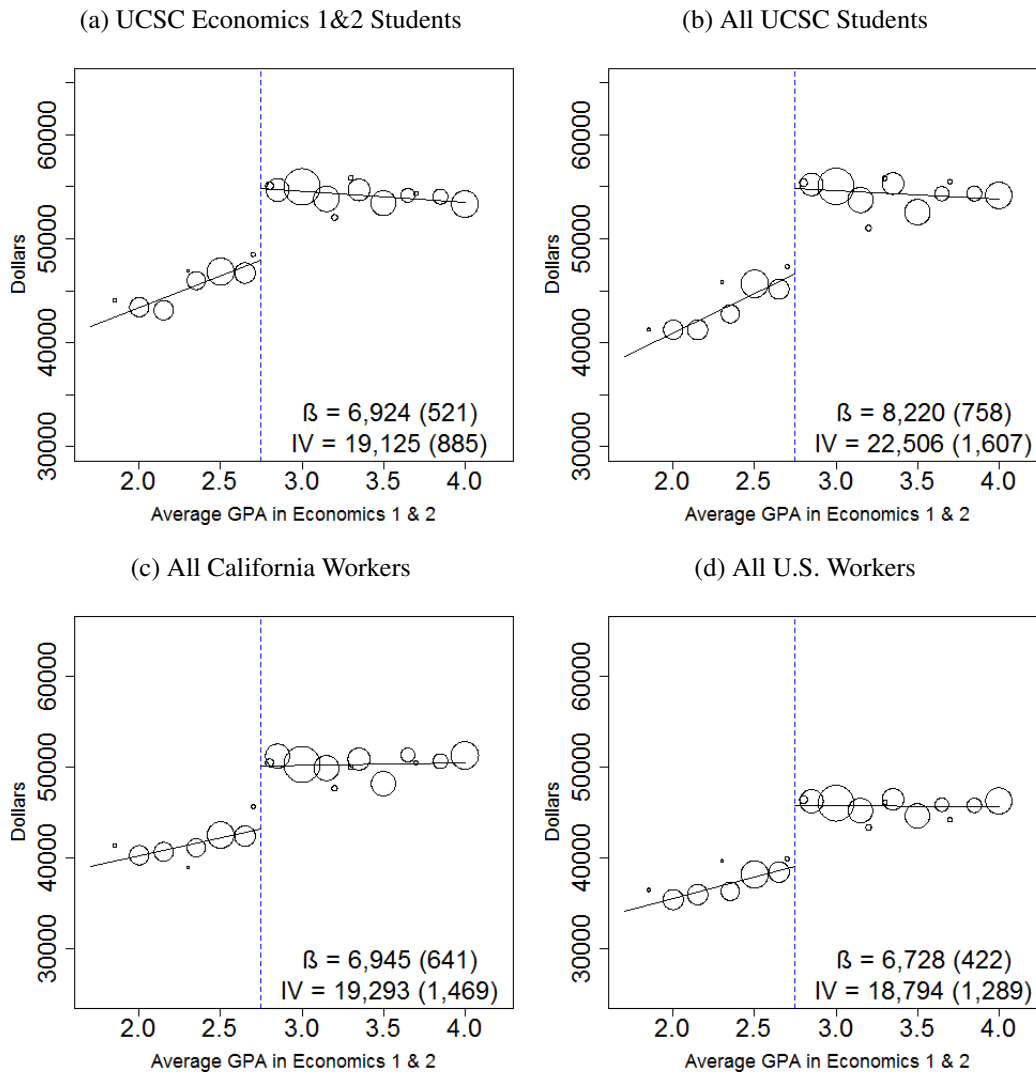 (a) UCSC Economics 1&2 Students
Dollars
30000
40000
50000
60000
ß = 6,924 (521)
IV = 19,125 (885)
2.0 2.5 3.0 3.5 4.0
Average GPA in Economics 1 & 2
(b) All UCSC Students
Dollars
30000
40000
50000
60000
ß = 8,220 (758)
IV = 22,506 (1,607)
2.0 2.5 3.0 3.5 4.0
Average GPA in Economics 1 & 2
(c) All California Workers
Dollars
30000
40000
50000
60000
ß = 6,945 (641)
IV = 19,293 (1,469)
2.0 2.5 3.0 3.5 4.0
Average GPA in Economics 1 & 2
(d) All U.S. Workers
Dollars
30000
40000
50000
60000
ß = 6,728 (422)
IV = 18,794 (1,289)
2.0 2.5 3.0 3.5 4.0
Average GPA in Economics 1 & 2